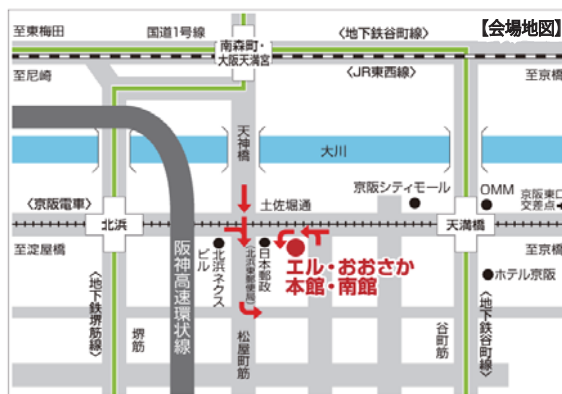 【会場地図】
至東梅田
国道1号線
南森町・
大阪天満宮
〈地下鉄谷町線〉
至尼崎
〈JR東西線〉
至京橋
天神橋
大川
京阪シティモール
OMM
京阪東口
交差点
〈京阪電車〉
土佐堀通
北浜
天満橋
至淀屋橋
至京橋
阪神高速環状線
北浜ネクス
ビル
日本郵政
(北浜東郵便局)
エル・おおさか
本館・南館
ホテル京阪
〈地下鉄堺筋線〉
堺筋
松屋町筋
谷町筋
〈地下鉄谷町線〉